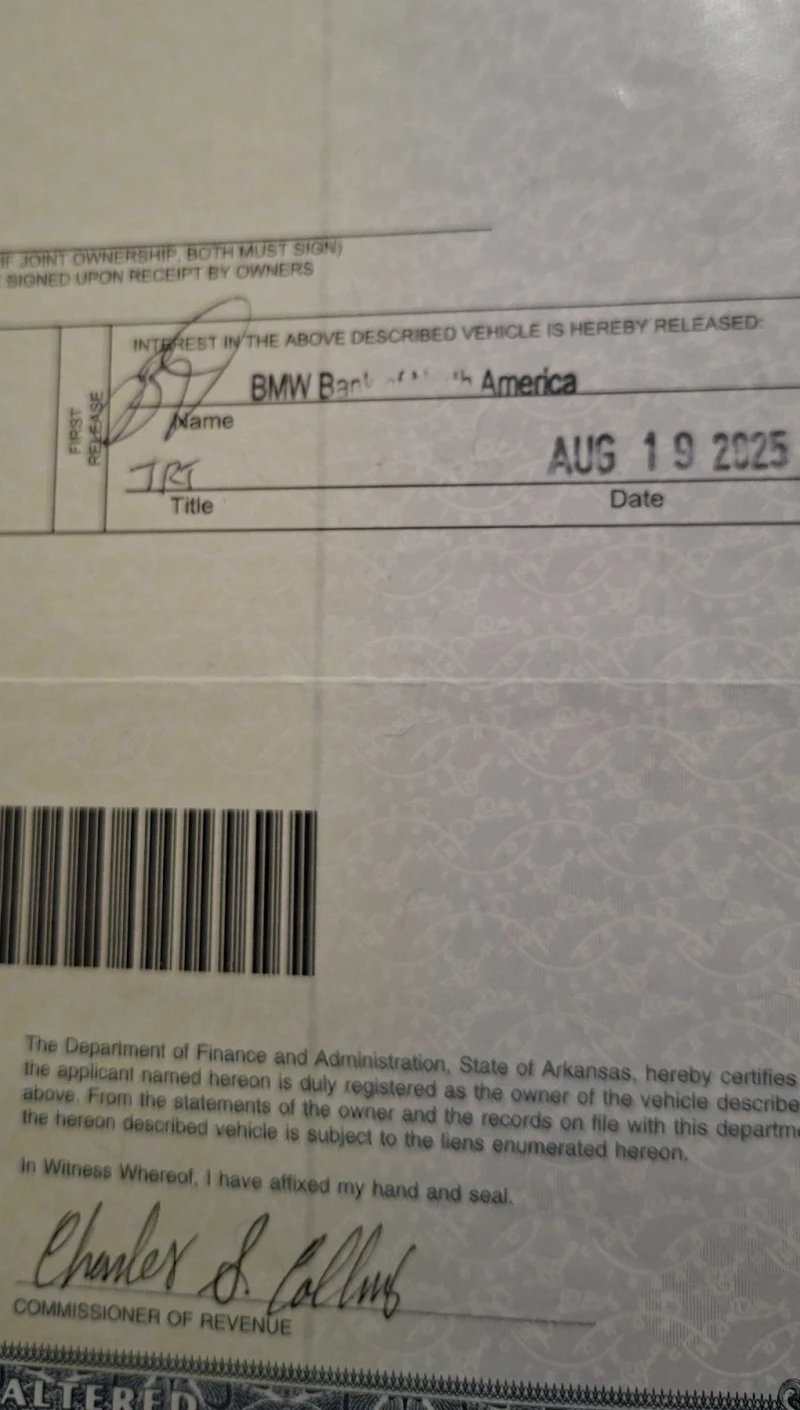 (IF JOINT OWNERSHIP, BOTH MUST SIGN)
SIGNED UPON RECEIPT BY OWNERS
FIRST RELEASE
INTEREST IN THE ABOVE DESCRIBED VEHICLE IS HEREBY RELEASED:
BMW Bank America
Name
AUG 19 2025
Title
Date
The Department of Finance and Administration, State of Arkansas, hereby certifies
the applicant named hereon is duly registered as the owner of the vehicle describe
above. From the statements of the owner and the records on file with this departme
the hereon described vehicle is subject to the liens enumerated hereon.
In Witness Whereof, I have affixed my hand and seal.
COMMISSIONER OF REVENUE
ALTERED